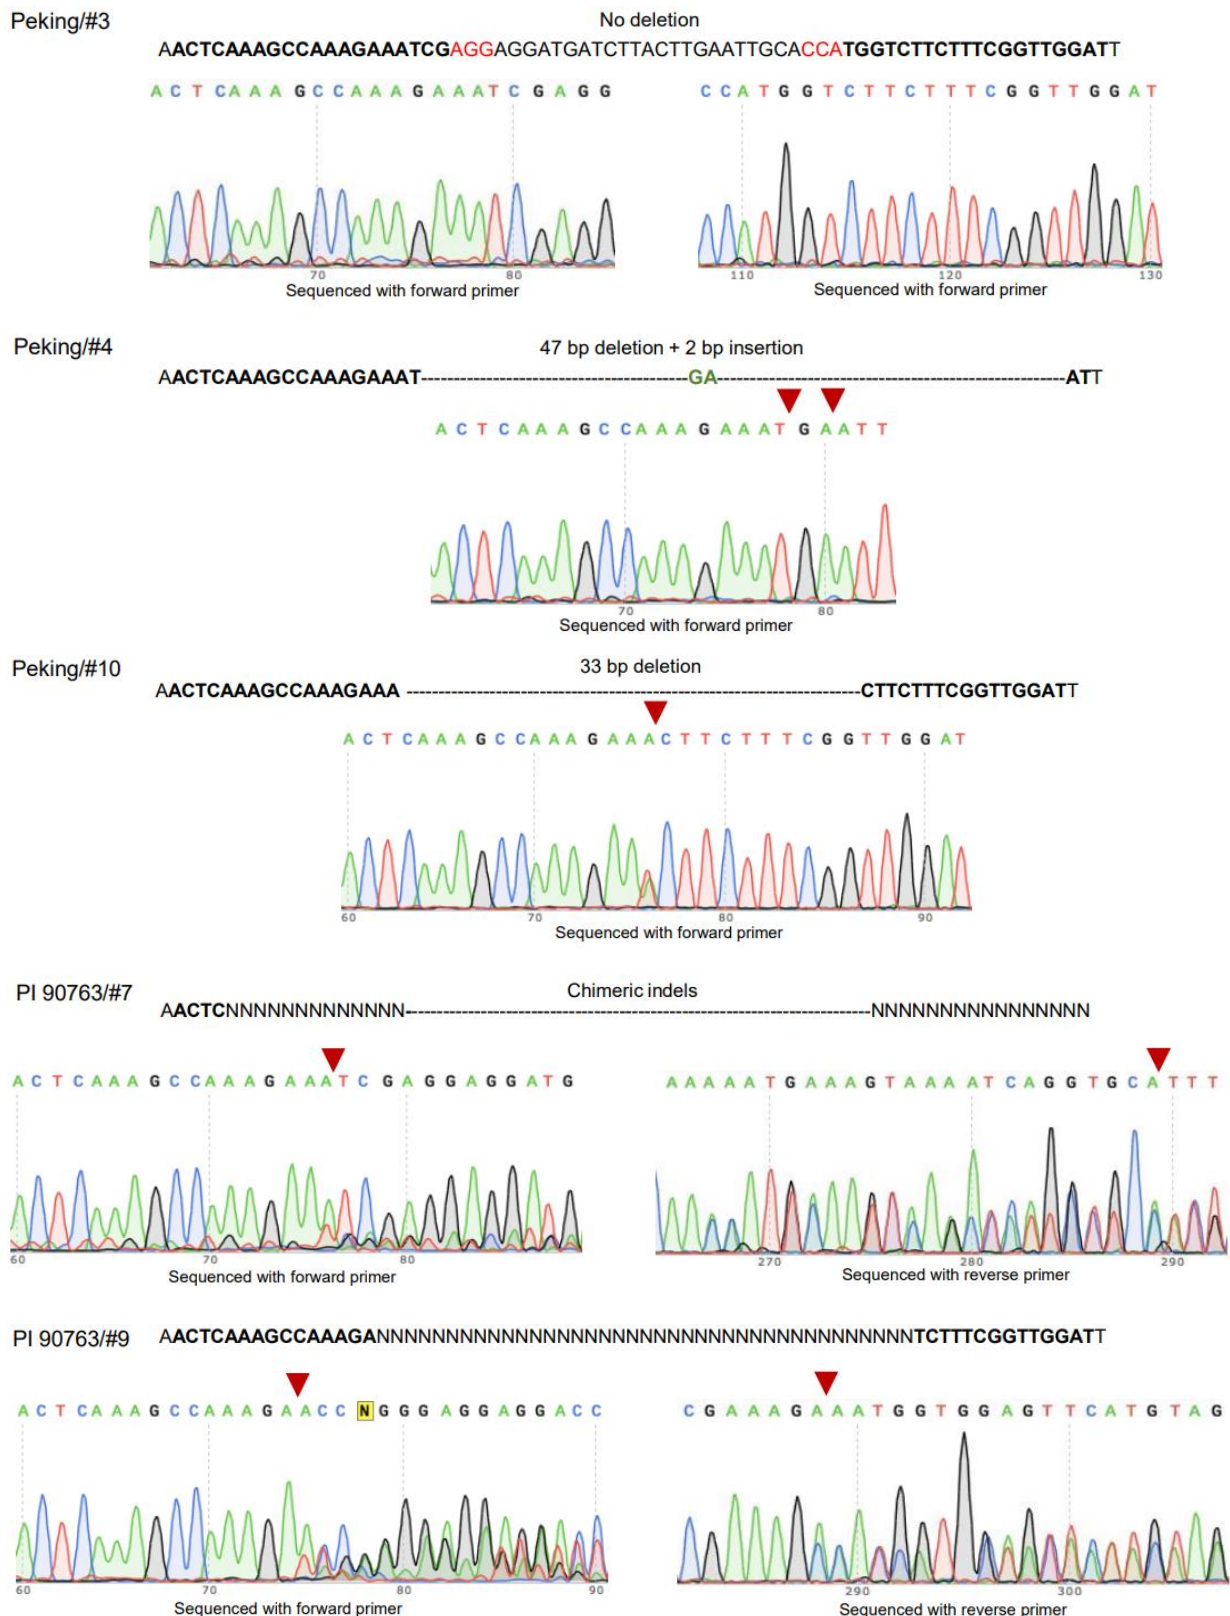 Peking/#3
No deletion
AACTCAAAGCCAAAGAAATCGAGGAGGATGATCTTACTTGAATTGCACCATGGTCTTCTTTCGGTTGGATT
A C T C A A A G C C A A A G A A A T C G A G G
C C A T G G T C T T C T T T C G G T T G G A T
70 80
110 120 130
Sequenced with forward primer
Sequenced with forward primer
Peking/#4
47 bp deletion + 2 bp insertion
AACTCAAAGCCAAAGAAAT-----------------------------------------GA-----------------------------------------------------ATT
A C T C A A A G C C A A A G A A A T G A A T T
70 80
Sequenced with forward primer
Peking/#10
33 bp deletion
AACTCAAAGCCAAAGAAA ---------------------------------------------------------------------CTTCTTTCGGTTGGATT
A C T C A A A G C C A A A G A A A C T T C T T T C G G T T G G A T
60 70 80 90
Sequenced with forward primer
PI 90763/#7
Chimeric indels
AACTCNNNNNNNNNNNNN-----------------------------------------------------------------------NNNNNNNNNNNNNNNN
A C T C A A A G C C A A A G A A A T C G A G G A G G A T G
A A A A A T G A A A G T A A A A T C A G G T G C A T T T
60 70 80
270 280 290
Sequenced with forward primer
Sequenced with reverse primer
PI 90763/#9
AACTCAAAGCCAAAGANNNNNNNNNNNNNNNNNNNNNNNNNNNNNNNNNNNNNNNTCTTTCGGTTGGATT
A C T C A A A G C C A A A G A A C C N G G G A G G A G G A C C
C G A A A G A A A T G G T G G A G T T C A T G T A G
60 70 80 90
290 300
Sequenced with forward primer
Sequenced with reverse primer